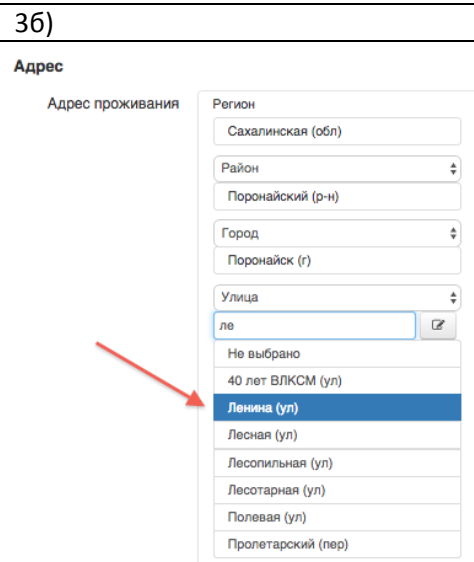 3б)
Адрес
Адрес проживания
Регион
Сахалинская (обл)
Район
Поронайский (р-н)
Город
Поронайск (г)
Улица
ле
Не выбрано
40 лет ВЛКСМ (ул)
Ленина (ул)
Лесная (ул)
Лесопильная (ул)
Лесотарная (ул)
Полевая (ул)
Пролетарский (пер)